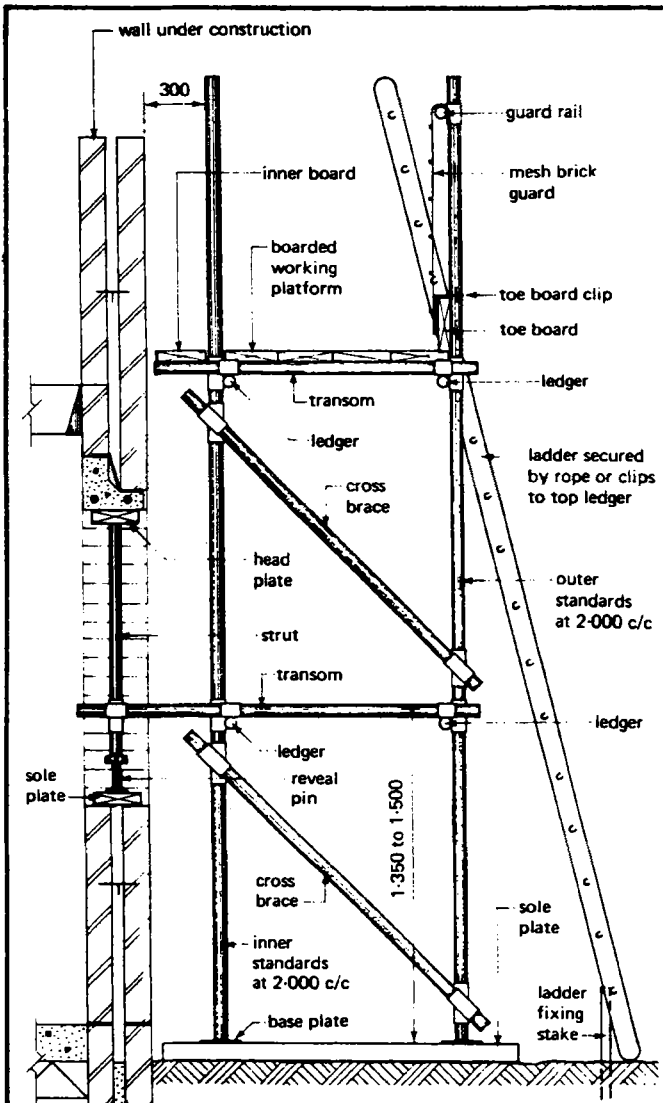 wall under construction
300
guard rail
inner board
mesh brick
guard
boarded
working
platform
toe board clip
toe board
transom
ledger
ledger
ladder secured
by rope or clips
to top ledger
cross
brace
head
plate
outer
standards
at 2·000 c/c
strut
transom
ledger
ledger
sole
plate
reveal
pin
1·350 to 1·500
cross
brace
sole
plate
inner
standards
at 2·000 c/c
ladder
fixing
stake
base plate